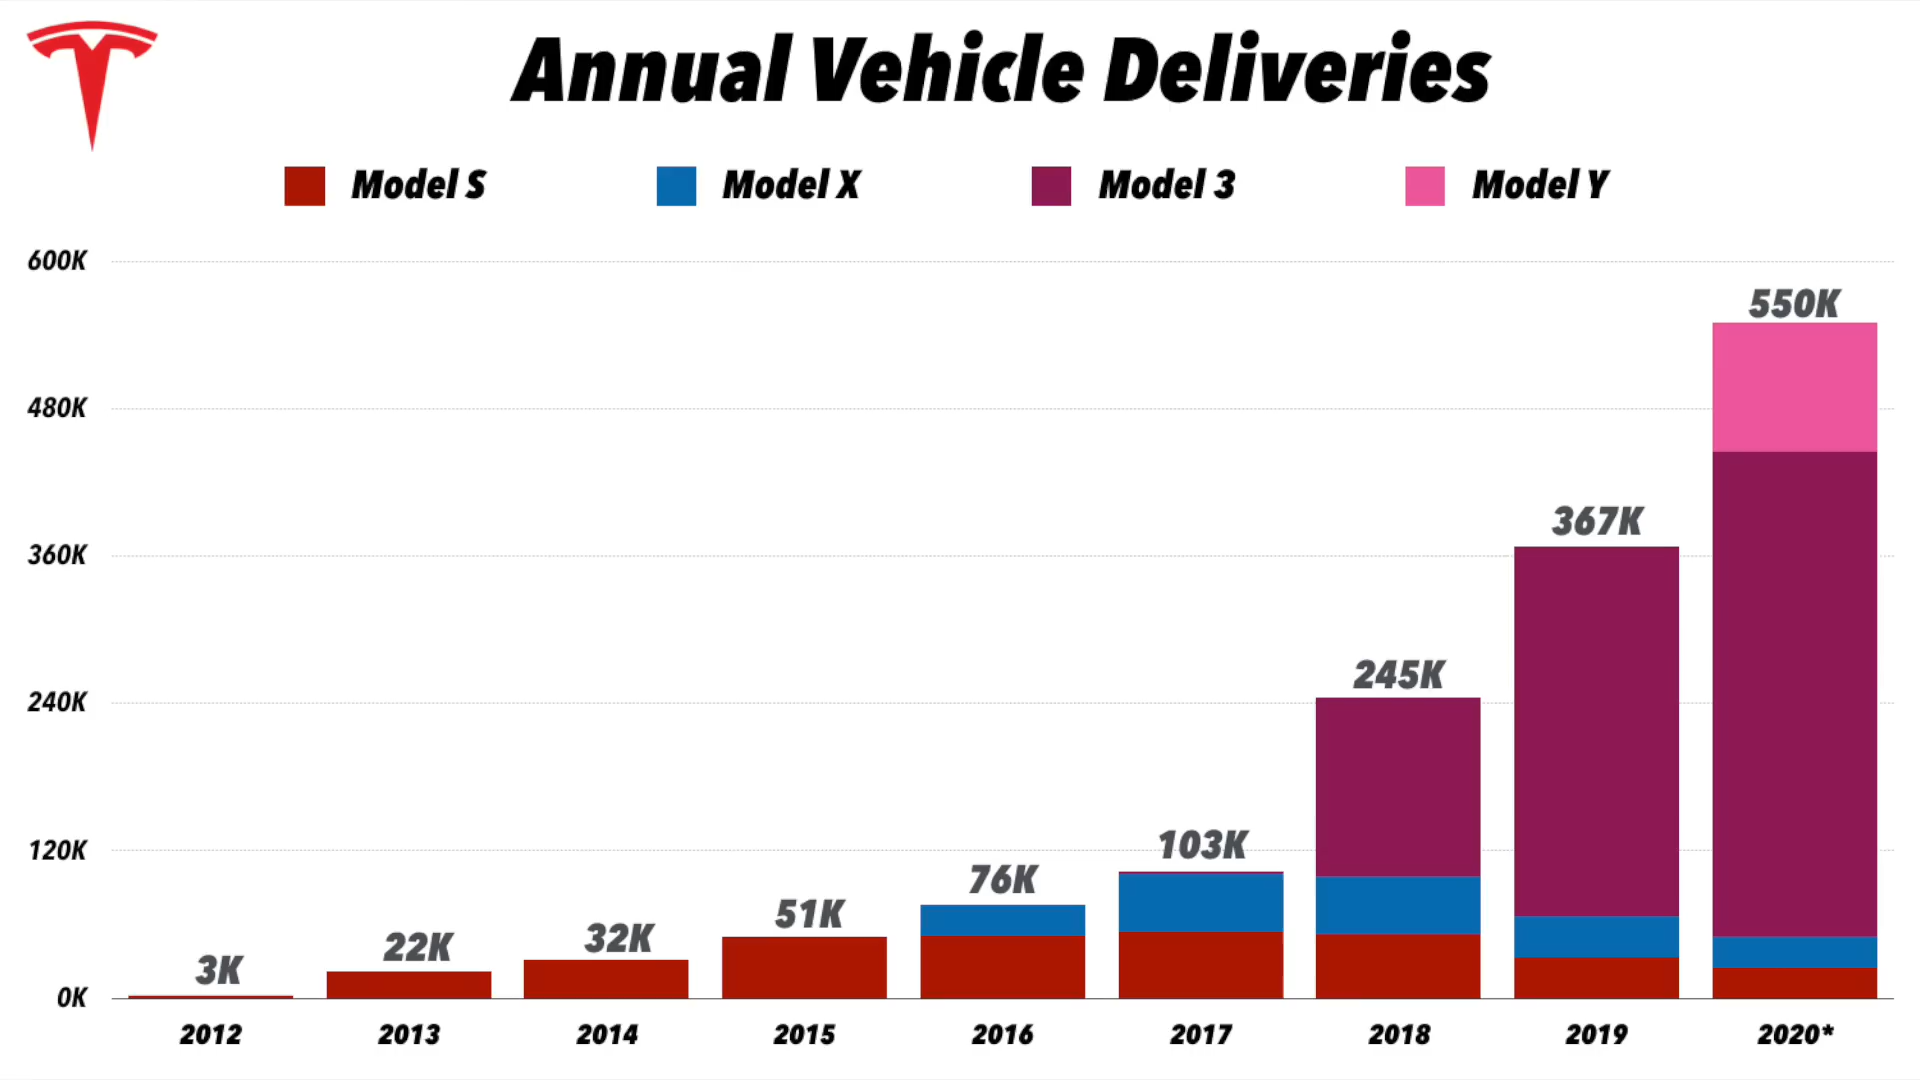 Annual Vehicle Deliveries
Model S Model X Model 3 Model Y
600K
550K
480K
367K
360K
245K
240K
120K
103K
76K
51K
32K
22K
3K
0K
2012 2013 2014 2015 2016 2017 2018 2019 2020*